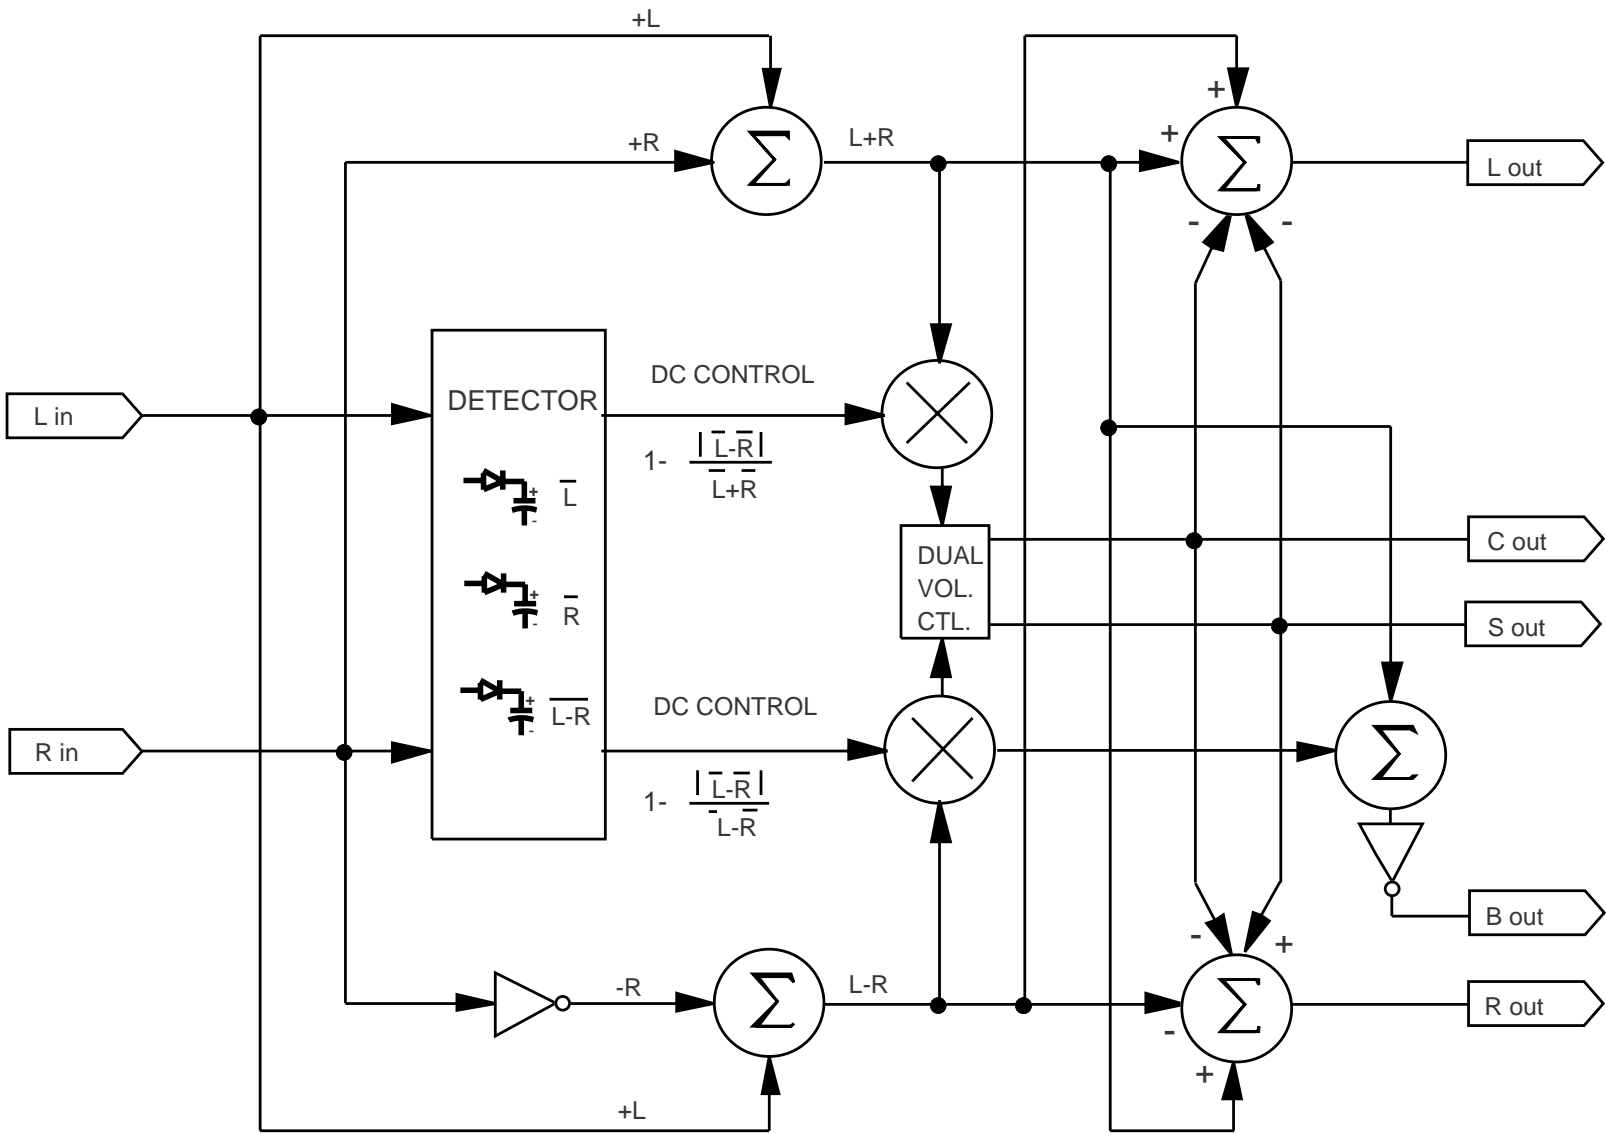 +L
+
+R
Σ
L+R
+
Σ
L out
-
-
DC CONTROL
DETECTOR
L in
1- |L̅-R̅|
L̅+R̅
+
L̅
-
DUAL
VOL.
CTL.
C out
+
R̅
-
S out
+
L-R
-
DC CONTROL
R in
Σ
1- |L̅-R̅|
L̅-R̅
B out
-
+
-R
Σ
L-R
Σ
R out
-
+
+L